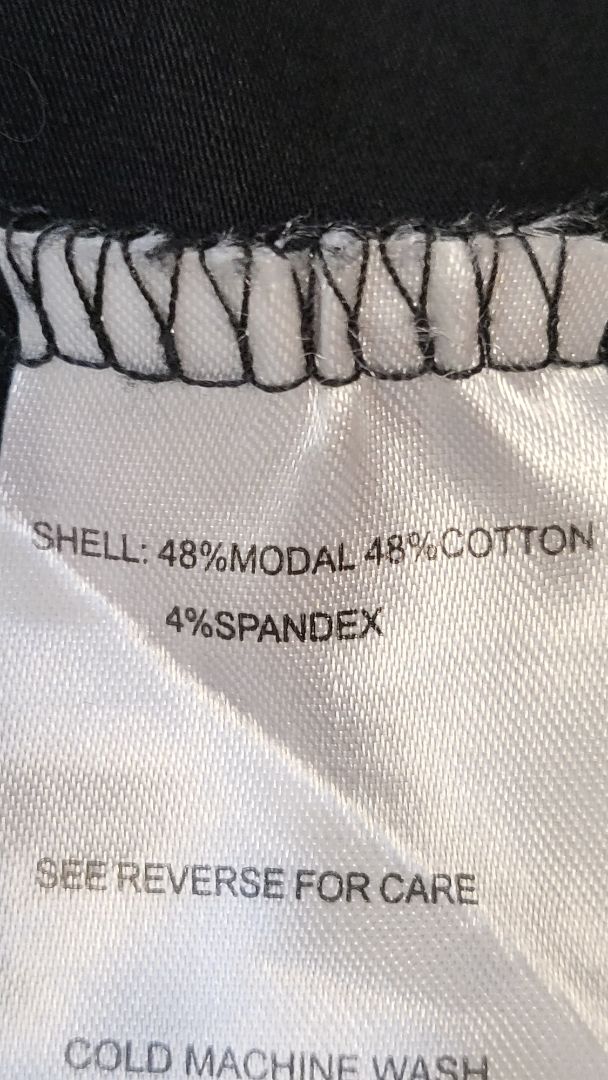 SHELL: 48%MODAL 48%COTTON
4%SPANDEX
SEE REVERSE FOR CARE
COLD MACHINE WASH